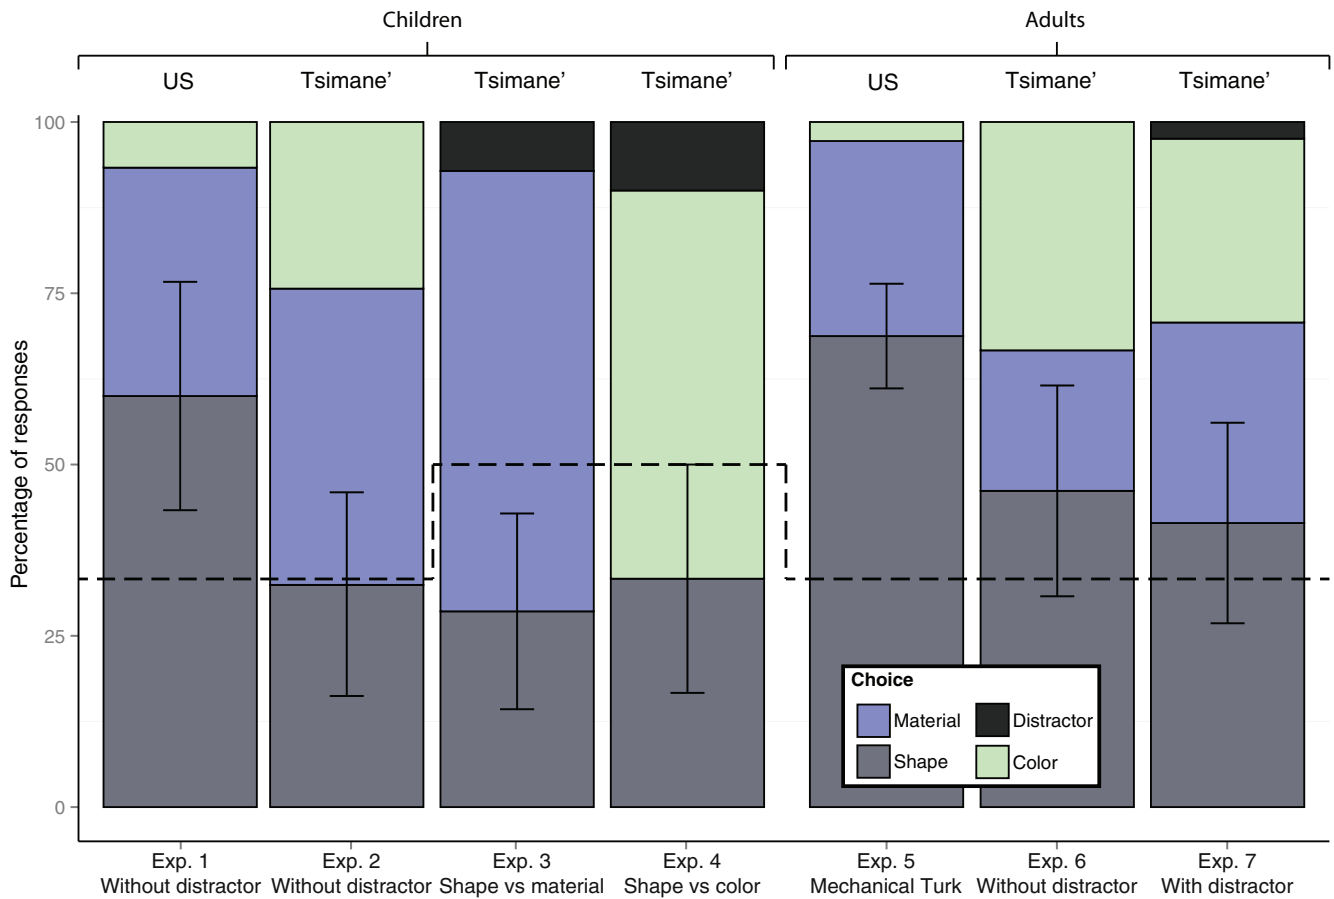 Children Adults
US Tsimane' Tsimane' Tsimane' US Tsimane' Tsimane'
100
75
50
25
0
Percentage of responses
Choice
Material Distractor
Shape Color
Exp. 1 Exp. 2 Exp. 3 Exp. 4 Exp. 5 Exp. 6 Exp. 7
Without distractor Without distractor Shape vs material Shape vs color Mechanical Turk Without distractor With distractor